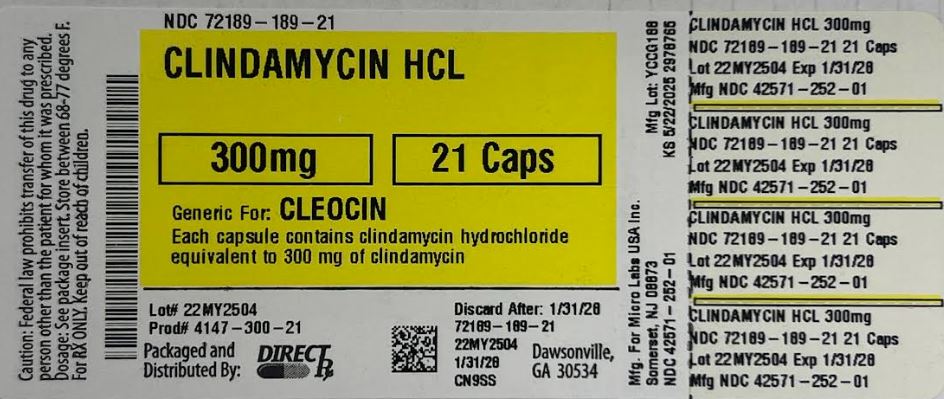 Caution: Federal law prohibits transfer of this drug to any
person other than the patient for whom it was prescribed.
Dosage: See package insert. Store between 68-77 degrees F.
For RX ONLY. Keep out of reach of children.
NDC 72189-189-21
CLINDAMYCIN HCL
300mg
21 Caps
Generic For: CLEOCIN
Each capsule contains clindamycin hydrochloride
equivalent to 300 mg of clindamycin
Lot# 22MY2504
Prod# 4147-300-21
Packaged and
Distributed By:
DIRECT Rx
Discard After: 1/31/28
72189-189-21
22MY2504
1/31/28
CN9SS
Dawsonville,
GA 30534
Mfg. For Micro Labs USA Inc.
Somerset, NJ 08873
NDC 42571-252-01
Mfg Lot: YCCG188
KS 5/22/2025 2978765
CLINDAMYCIN HCL 300mg
NDC 72189-189-21 21 Caps
Lot 22MY2504 Exp 1/31/28
Mfg NDC 42571-252-01
CLINDAMYCIN HCL 300mg
NDC 72189-189-21 21 Caps
Lot 22MY2504 Exp 1/31/28
Mfg NDC 42571-252-01
CLINDAMYCIN HCL 300mg
NDC 72189-189-21 21 Caps
Lot 22MY2504 Exp 1/31/28
Mfg NDC 42571-252-01
CLINDAMYCIN HCL 300mg
NDC 72189-189-21 21 Caps
Lot 22MY2504 Exp 1/31/28
Mfg NDC 42571-252-01